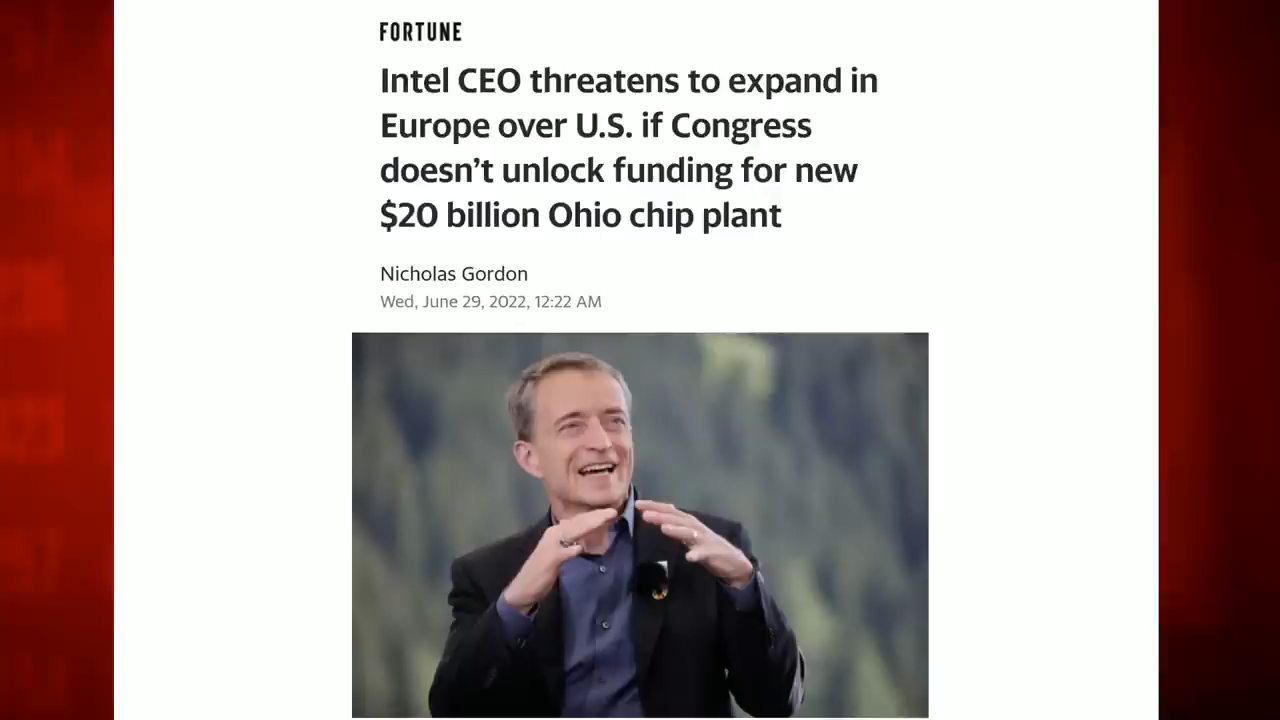 FORTUNE
Intel CEO threatens to expand in
Europe over U.S. if Congress
doesn’t unlock funding for new
$20 billion Ohio chip plant
Nicholas Gordon
Wed, June 29, 2022, 12:22 AM